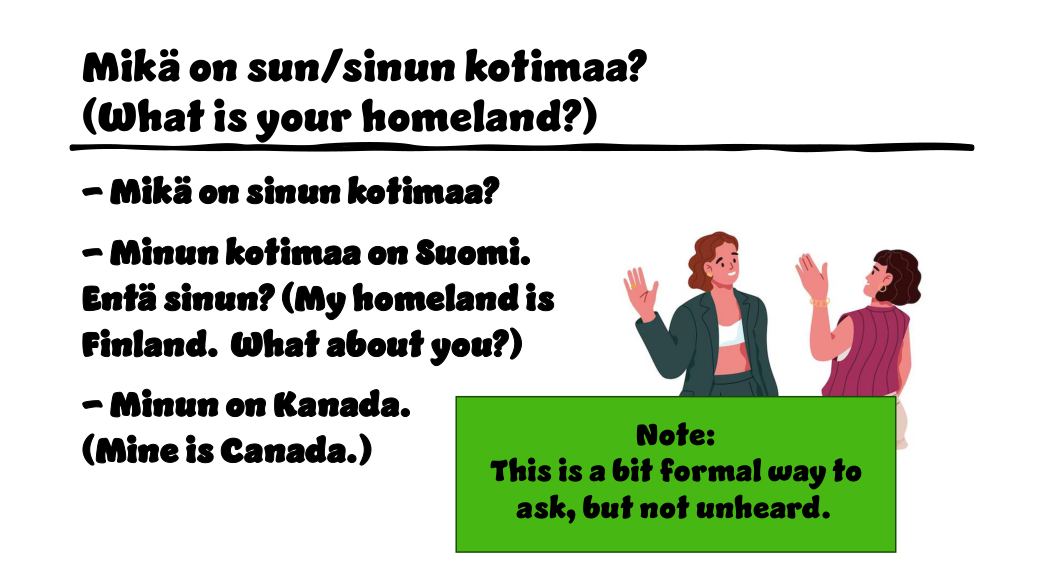 Mikä on sun/sinun kotimaa?
(What is your homeland?)
– Mikä on sinun kotimaa?
– Minun kotimaa on Suomi.
Entä sinun? (My homeland is
Finland. What about you?)
– Minun on Kanada.
(Mine is Canada.)
Note:
This is a bit formal way to
ask, but not unheard.